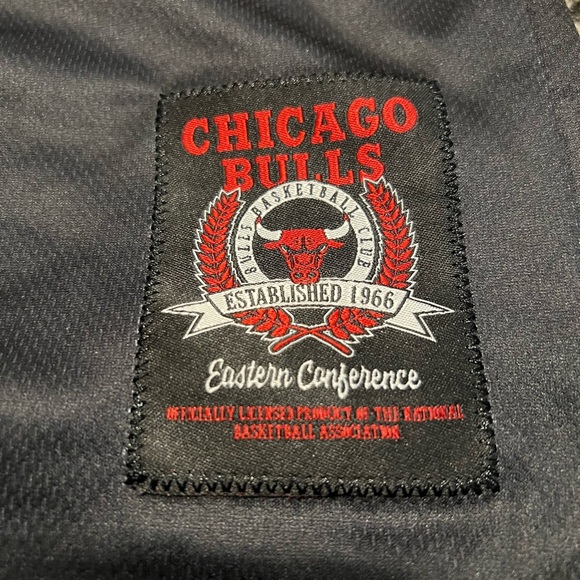 CHICAGO
BULLS
BULLS BASKETBALL CLUB
ESTABLISHED 1966
Eastern Conference
OFFICIALLY LICENSED PRODUCT OF THE NATIONAL
BASKETBALL ASSOCIATION